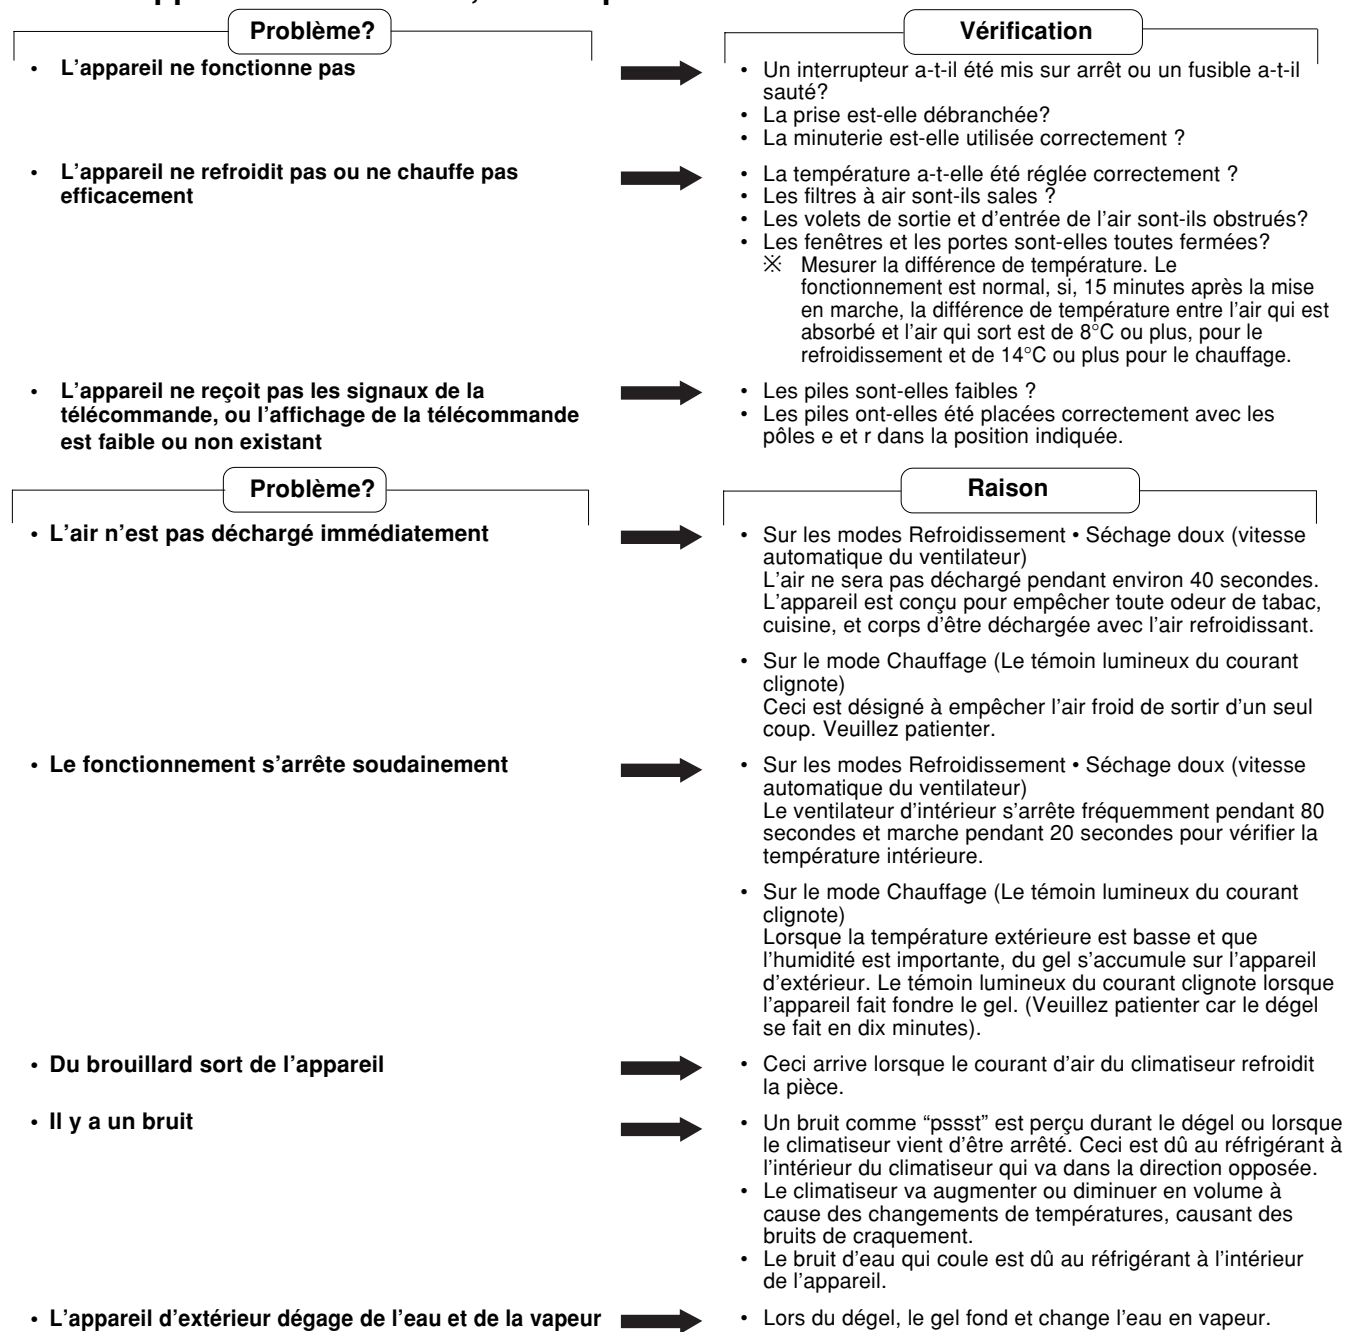 Problème?
Vérification
• L'appareil ne fonctionne pas
• Un interrupteur a-t-il été mis sur arrêt ou un fusible a-t-il
sauté?
• La prise est-elle débranchée?
• La minuterie est-elle utilisée correctement ?
• L'appareil ne refroidit pas ou ne chauffe pas
efficacement
• La température a-t-elle été réglée correctement ?
• Les filtres à air sont-ils sales ?
• Les volets de sortie et d'entrée de l'air sont-ils obstrués?
• Les fenêtres et les portes sont-elles toutes fermées?
※ Mesurer la différence de température. Le
fonctionnement est normal, si, 15 minutes après la mise
en marche, la différence de température entre l'air qui est
absorbé et l'air qui sort est de 8°C ou plus, pour le
refroidissement et de 14°C ou plus pour le chauffage.
• L'appareil ne reçoit pas les signaux de la
télécommande, ou l'affichage de la télécommande
est faible ou non existant
• Les piles sont-elles faibles ?
• Les piles ont-elles été placées correctement avec les
pôles e et r dans la position indiquée.
Problème?
Raison
• L'air n'est pas déchargé immédiatement
• Sur les modes Refroidissement • Séchage doux (vitesse
automatique du ventilateur)
L'air ne sera pas déchargé pendant environ 40 secondes.
L'appareil est conçu pour empêcher toute odeur de tabac,
cuisine, et corps d'être déchargée avec l'air refroidissant.
• Sur le mode Chauffage (Le témoin lumineux du courant
clignote)
Ceci est désigné à empêcher l'air froid de sortir d'un seul
coup. Veuillez patienter.
• Le fonctionnement s'arrête soudainement
• Sur les modes Refroidissement • Séchage doux (vitesse
automatique du ventilateur)
Le ventilateur d'intérieur s'arrête fréquemment pendant 80
secondes et marche pendant 20 secondes pour vérifier la
température intérieure.
• Sur le mode Chauffage (Le témoin lumineux du courant
clignote)
Lorsque la température extérieure est basse et que
l'humidité est importante, du gel s'accumule sur l'appareil
d'extérieur. Le témoin lumineux du courant clignote lorsque
l'appareil fait fondre le gel. (Veuillez patienter car le dégel
se fait en dix minutes).
• Du brouillard sort de l'appareil
• Ceci arrive lorsque le courant d'air du climatiseur refroidit
la pièce.
• Il y a un bruit
• Un bruit comme “pssst” est perçu durant le dégel ou lorsque
le climatiseur vient d'être arrêté. Ceci est dû au réfrigérant à
l'intérieur du climatiseur qui va dans la direction opposée.
• Le climatiseur va augmenter ou diminuer en volume à
cause des changements de températures, causant des
bruits de craquement.
• Le bruit d'eau qui coule est dû au réfrigérant à l'intérieur
de l'appareil.
• L'appareil d'extérieur dégage de l'eau et de la vapeur
• Lors du dégel, le gel fond et change l'eau en vapeur.